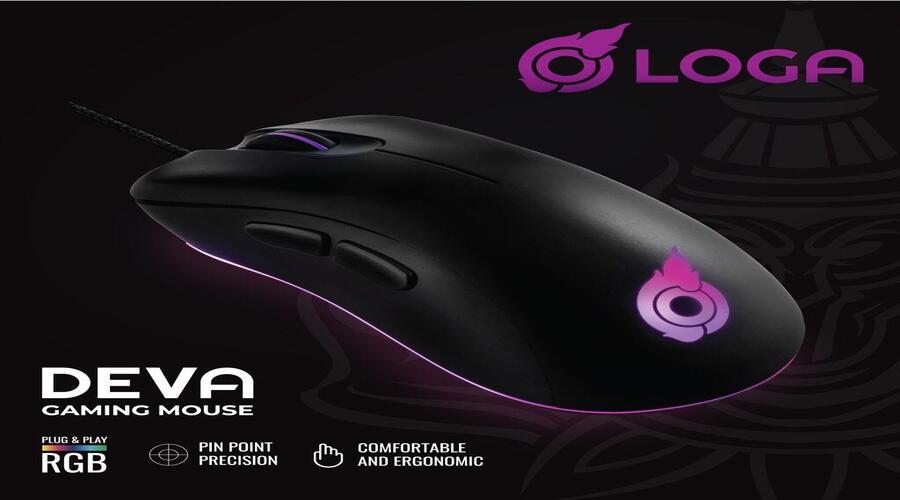 LOGA
DEVA
GAMING MOUSE
PLUG & PLAY
RGB
PIN POINT
PRECISION
COMFORTABLE
AND ERGONOMIC